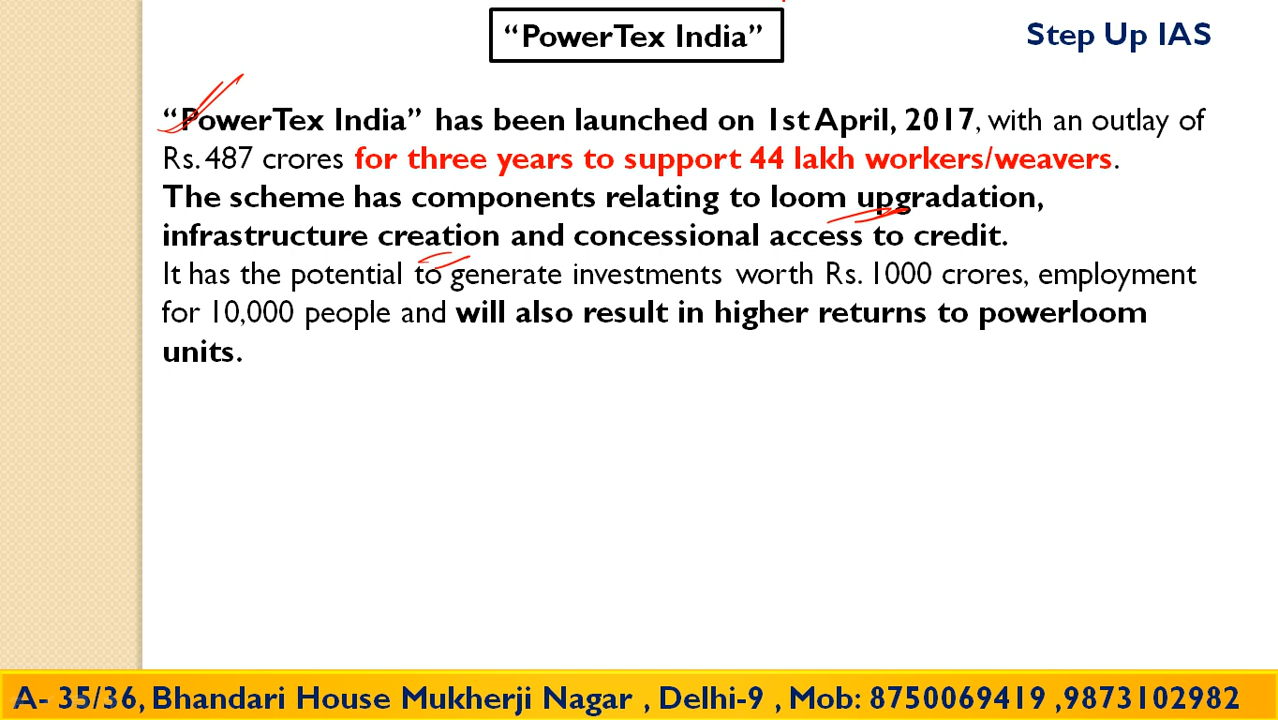 “PowerTex India”
Step Up IAS
“PowerTex India” has been launched on 1st April, 2017, with an outlay of
Rs. 487 crores for three years to support 44 lakh workers/weavers.
The scheme has components relating to loom upgradation,
infrastructure creation and concessional access to credit.
It has the potential to generate investments worth Rs. 1000 crores, employment
for 10,000 people and will also result in higher returns to powerloom
units.
A- 35/36, Bhandari House Mukherji Nagar , Delhi-9 , Mob: 8750069419 ,9873102982